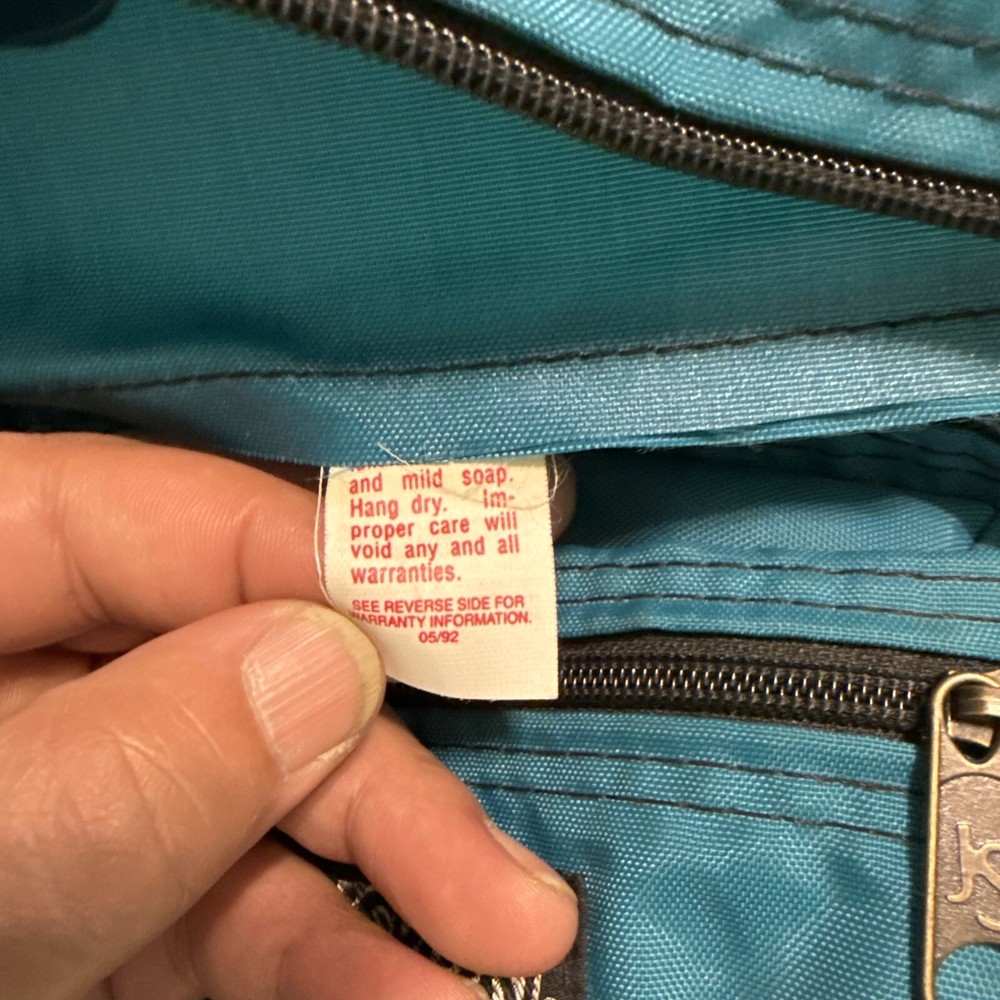 and mild soap.
Hang dry. Im-
proper care will
void any and all
warranties.
SEE REVERSE SIDE FOR
WARRANTY INFORMATION.
05/92